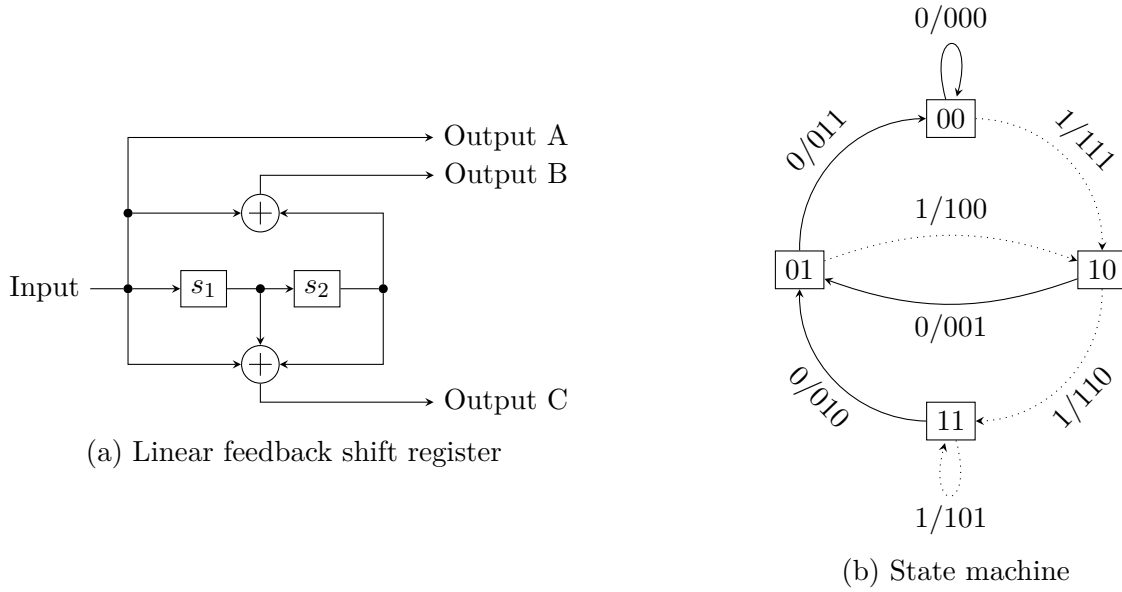 Output A
Output B
Input
s₁
s₂
Output C
(a) Linear feedback shift register
0/000
00
0/011
1/111
1/100
01
10
0/001
0/010
1/110
11
1/101
(b) State machine